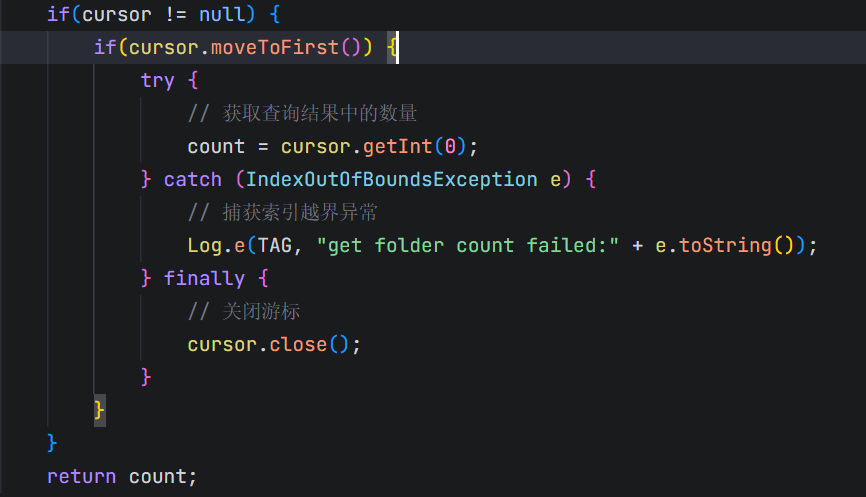 if(cursor != null) {
if(cursor.moveToFirst()) {
try {
// 获取查询结果中的数量
count = cursor.getInt(0);
} catch (IndexOutOfBoundsException e) {
// 捕获索引越界异常
Log.e(TAG, "get folder count failed:" + e.toString());
} finally {
// 关闭游标
cursor.close();
}
}
}
return count;